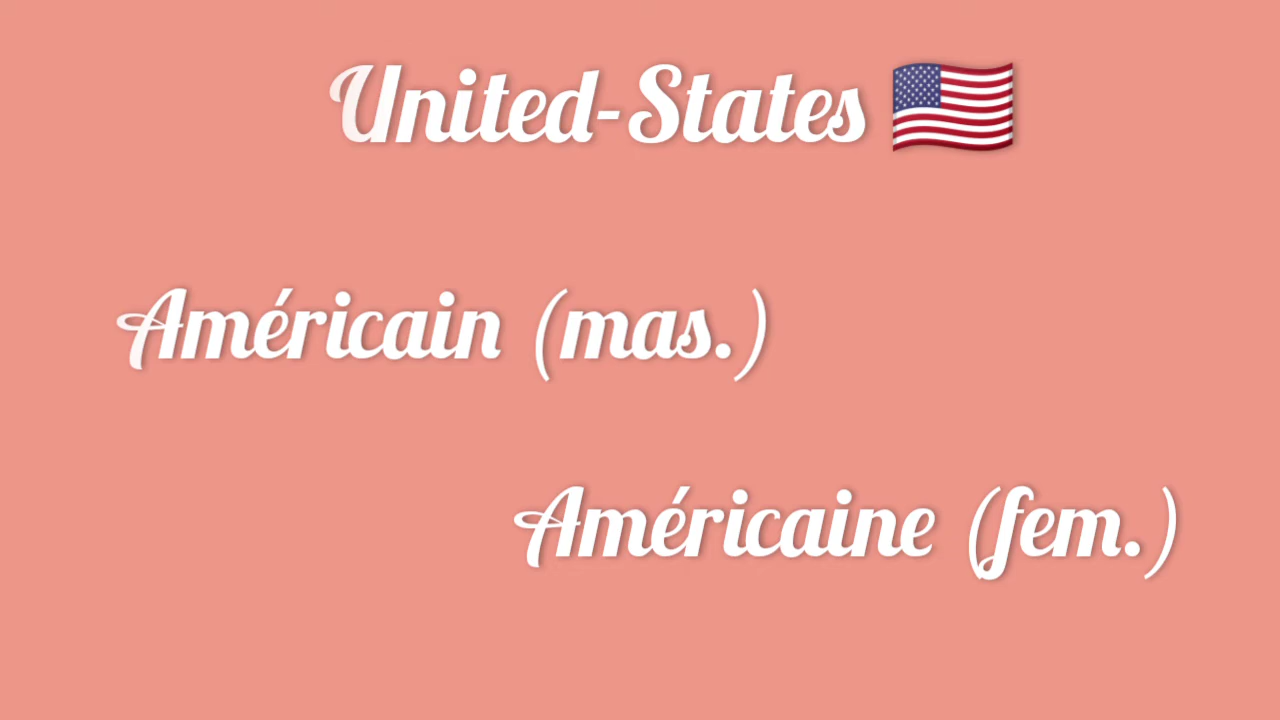 United-States 🇺🇸
Américain (mas.)
Américaine (fem.)